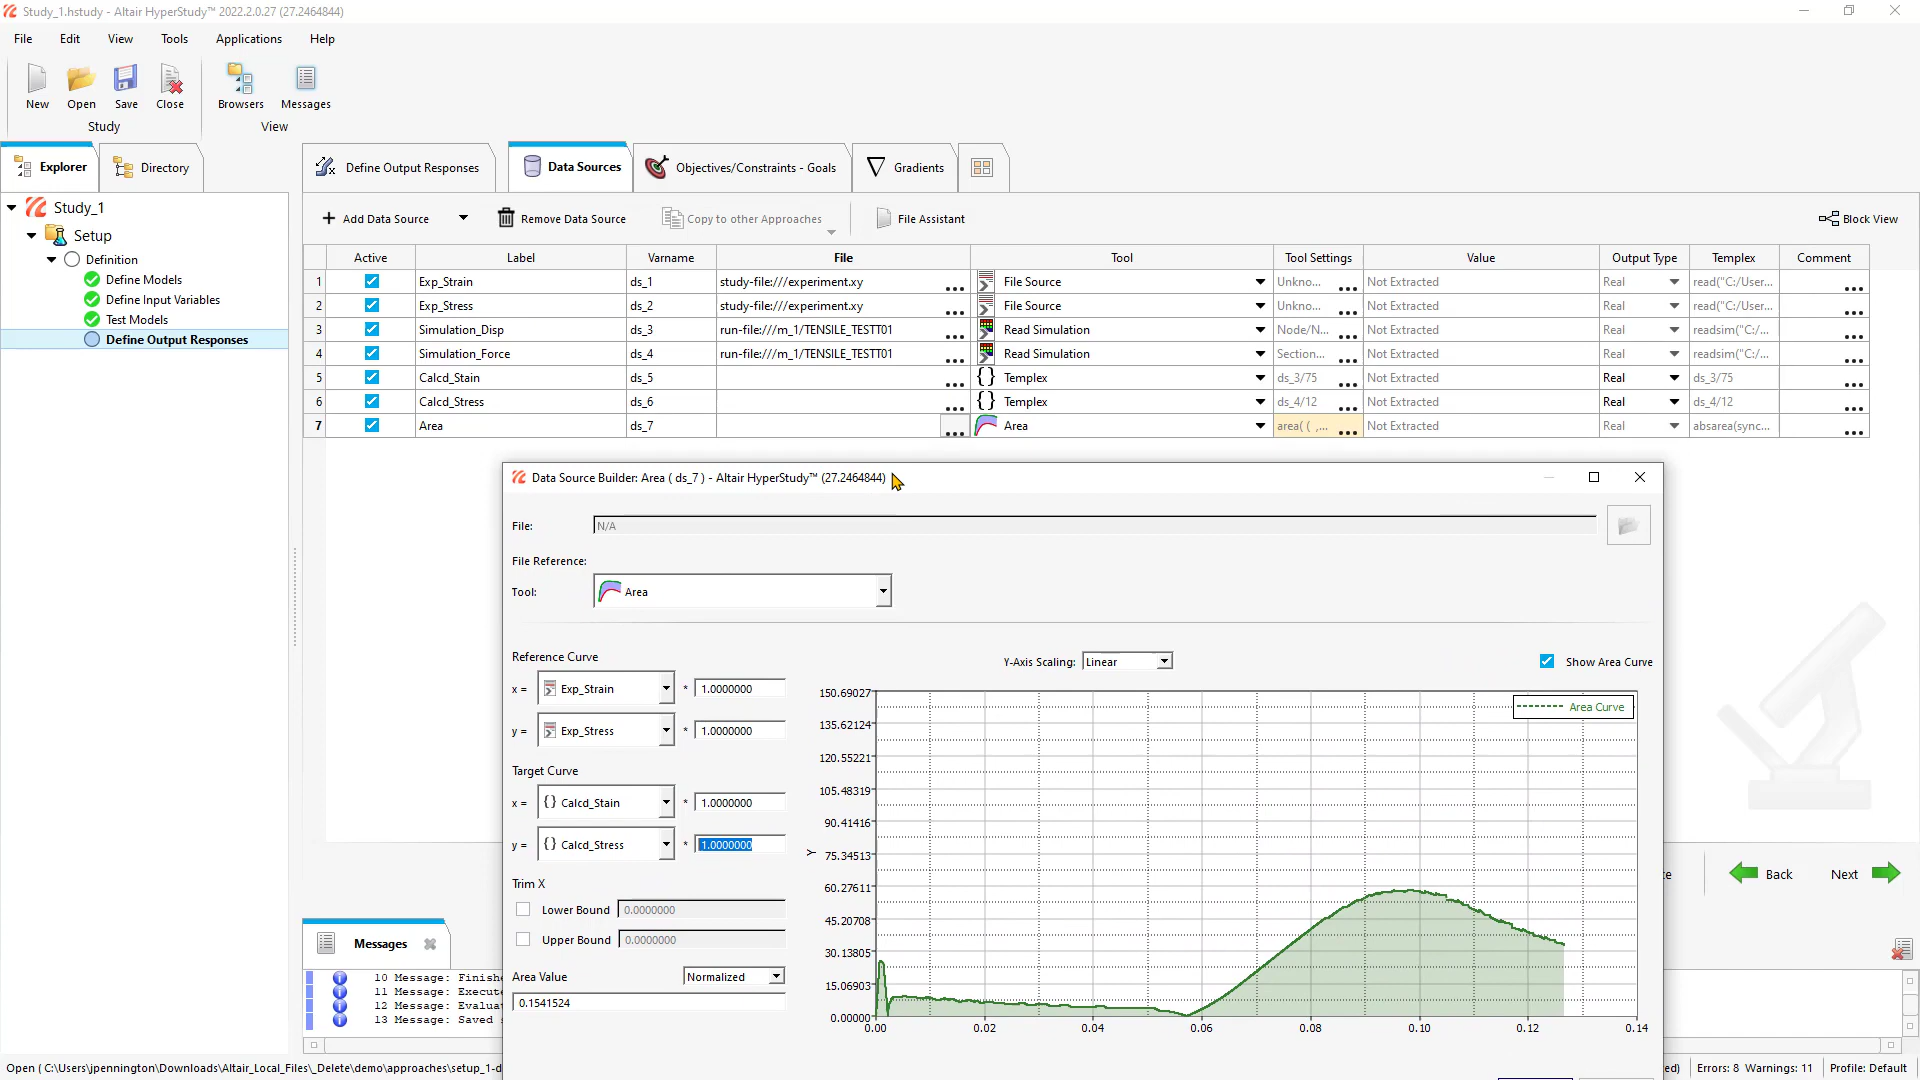 Study_1.hstudy - Altair HyperStudy™ 2022.2.0.27 (27.2464844)
File Edit View Tools Applications Help
New Open Save Close Browsers Messages
Study View
Explorer Directory Define Output Responses Data Sources Objectives/Constraints - Goals Gradients
Study_1
Setup
Definition
Define Models
Define Input Variables
Test Models
Define Output Responses
Add Data Source Remove Data Source Copy to other Approaches File Assistant Block View
Active Label Varname File Tool Tool Settings Value Output Type Templex Comment
1 Exp_Strain ds_1 study-file:///experiment.xy ... File Source Unkno... ... Not Extracted Real read("C:/User... ...
2 Exp_Stress ds_2 study-file:///experiment.xy ... File Source Unkno... ... Not Extracted Real read("C:/User... ...
3 Simulation_Disp ds_3 run-file:///m_1/TENSILE_TESTT01 ... Read Simulation Node/N... ... Not Extracted Real readsim("C:/... ...
4 Simulation_Force ds_4 run-file:///m_1/TENSILE_TESTT01 ... Read Simulation Section... ... Not Extracted Real readsim("C:/... ...
5 Calcd_Stain ds_5 ... {} Templex ds_3/75 ... Not Extracted Real ds_3/75 ...
6 Calcd_Stress ds_6 ... {} Templex ds_4/12 ... Not Extracted Real ds_4/12 ...
7 Area ds_7 ... Area area( ( ,... ... Not Extracted Real absarea(sync... ...
Data Source Builder: Area ( ds_7 ) - Altair HyperStudy™ (27.2464844)
File: N/A
File Reference:
Tool: Area
Reference Curve
x = Exp_Strain * 1.0000000
y = Exp_Stress * 1.0000000
Target Curve
x = {} Calcd_Stain * 1.0000000
y = {} Calcd_Stress * 1.0000000
Trim X
Lower Bound 0.0000000
Upper Bound 0.0000000
Area Value Normalized
0.1541524
Y-Axis Scaling: Linear Show Area Curve
Area Curve
150.69027
135.62124
120.55221
105.48319
90.41416
75.34513
60.27611
45.20708
30.13805
15.06903
0.00000
Y
0.00 0.02 0.04 0.06 0.08 0.10 0.12 0.14
Back Next
Messages
10 Message: Finishe
11 Message: Execute
12 Message: Evaluat
13 Message: Saved
Open ( C:\Users\jpennington\Downloads\Altair_Local_Files\_Delete\demo\approaches\setup_1-d
Errors: 8 Warnings: 11 Profile: Default